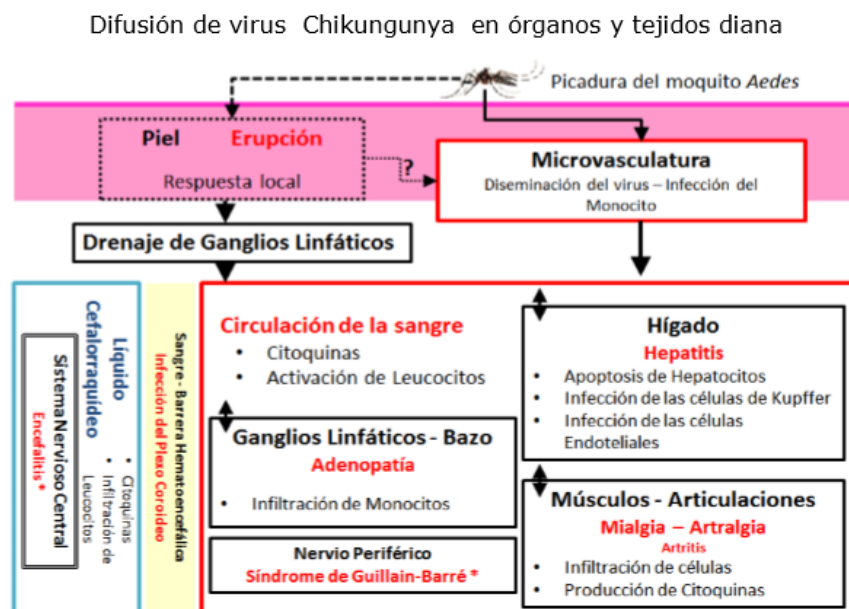 Difusión de virus Chikungunya en órganos y tejidos diana
Picadura del moquito Aedes
Piel Erupción
Respuesta local
?
Microvasculatura
Diseminación del virus – Infección del
Monocito
Drenaje de Ganglios Linfáticos
Líquido
Cefalorraquídeo
• Citoquinas
• Infiltración de
Leucocitos
Sistema Nervioso Central
Encefalitis *
Sangre - Barrera Hematoencefálica
Infección del Plexo Coroideo
Circulación de la sangre
• Citoquinas
• Activación de Leucocitos
Ganglios Linfáticos - Bazo
Adenopatía
• Infiltración de Monocitos
Nervio Periférico
Síndrome de Guillain-Barré *
Hígado
Hepatitis
• Apoptosis de Hepatocitos
• Infección de las células de Kupffer
• Infección de las células
Endoteliales
Músculos - Articulaciones
Mialgia – Artralgia
Artritis
• Infiltración de células
• Producción de Citoquinas